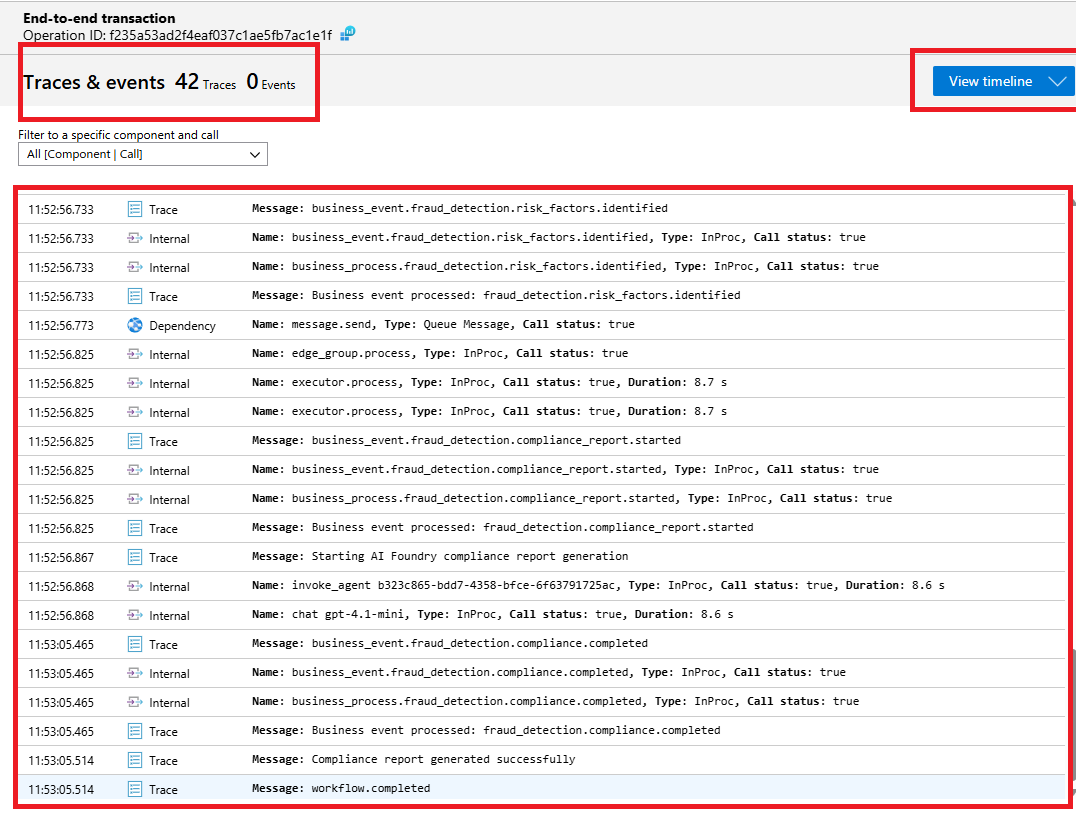 End-to-end transaction
Operation ID: f235a53ad2f4eaf037c1ae5fb7ac1e1f
Traces & events 42 Traces 0 Events
View timeline
Filter to a specific component and call
All [Component | Call]
11:52:56.733 Trace Message: business_event.fraud_detection.risk_factors.identified
11:52:56.733 Internal Name: business_event.fraud_detection.risk_factors.identified, Type: InProc, Call status: true
11:52:56.733 Internal Name: business_process.fraud_detection.risk_factors.identified, Type: InProc, Call status: true
11:52:56.733 Trace Message: Business event processed: fraud_detection.risk_factors.identified
11:52:56.773 Dependency Name: message.send, Type: Queue Message, Call status: true
11:52:56.825 Internal Name: edge_group.process, Type: InProc, Call status: true
11:52:56.825 Internal Name: executor.process, Type: InProc, Call status: true, Duration: 8.7 s
11:52:56.825 Internal Name: executor.process, Type: InProc, Call status: true, Duration: 8.7 s
11:52:56.825 Trace Message: business_event.fraud_detection.compliance_report.started
11:52:56.825 Internal Name: business_event.fraud_detection.compliance_report.started, Type: InProc, Call status: true
11:52:56.825 Internal Name: business_process.fraud_detection.compliance_report.started, Type: InProc, Call status: true
11:52:56.825 Trace Message: Business event processed: fraud_detection.compliance_report.started
11:52:56.867 Trace Message: Starting AI Foundry compliance report generation
11:52:56.868 Internal Name: invoke_agent b323c865-bdd7-4358-bfce-6f63791725ac, Type: InProc, Call status: true, Duration: 8.6 s
11:52:56.868 Internal Name: chat gpt-4.1-mini, Type: InProc, Call status: true, Duration: 8.6 s
11:53:05.465 Trace Message: business_event.fraud_detection.compliance.completed
11:53:05.465 Internal Name: business_event.fraud_detection.compliance.completed, Type: InProc, Call status: true
11:53:05.465 Internal Name: business_process.fraud_detection.compliance.completed, Type: InProc, Call status: true
11:53:05.465 Trace Message: Business event processed: fraud_detection.compliance.completed
11:53:05.514 Trace Message: Compliance report generated successfully
11:53:05.514 Trace Message: workflow.completed